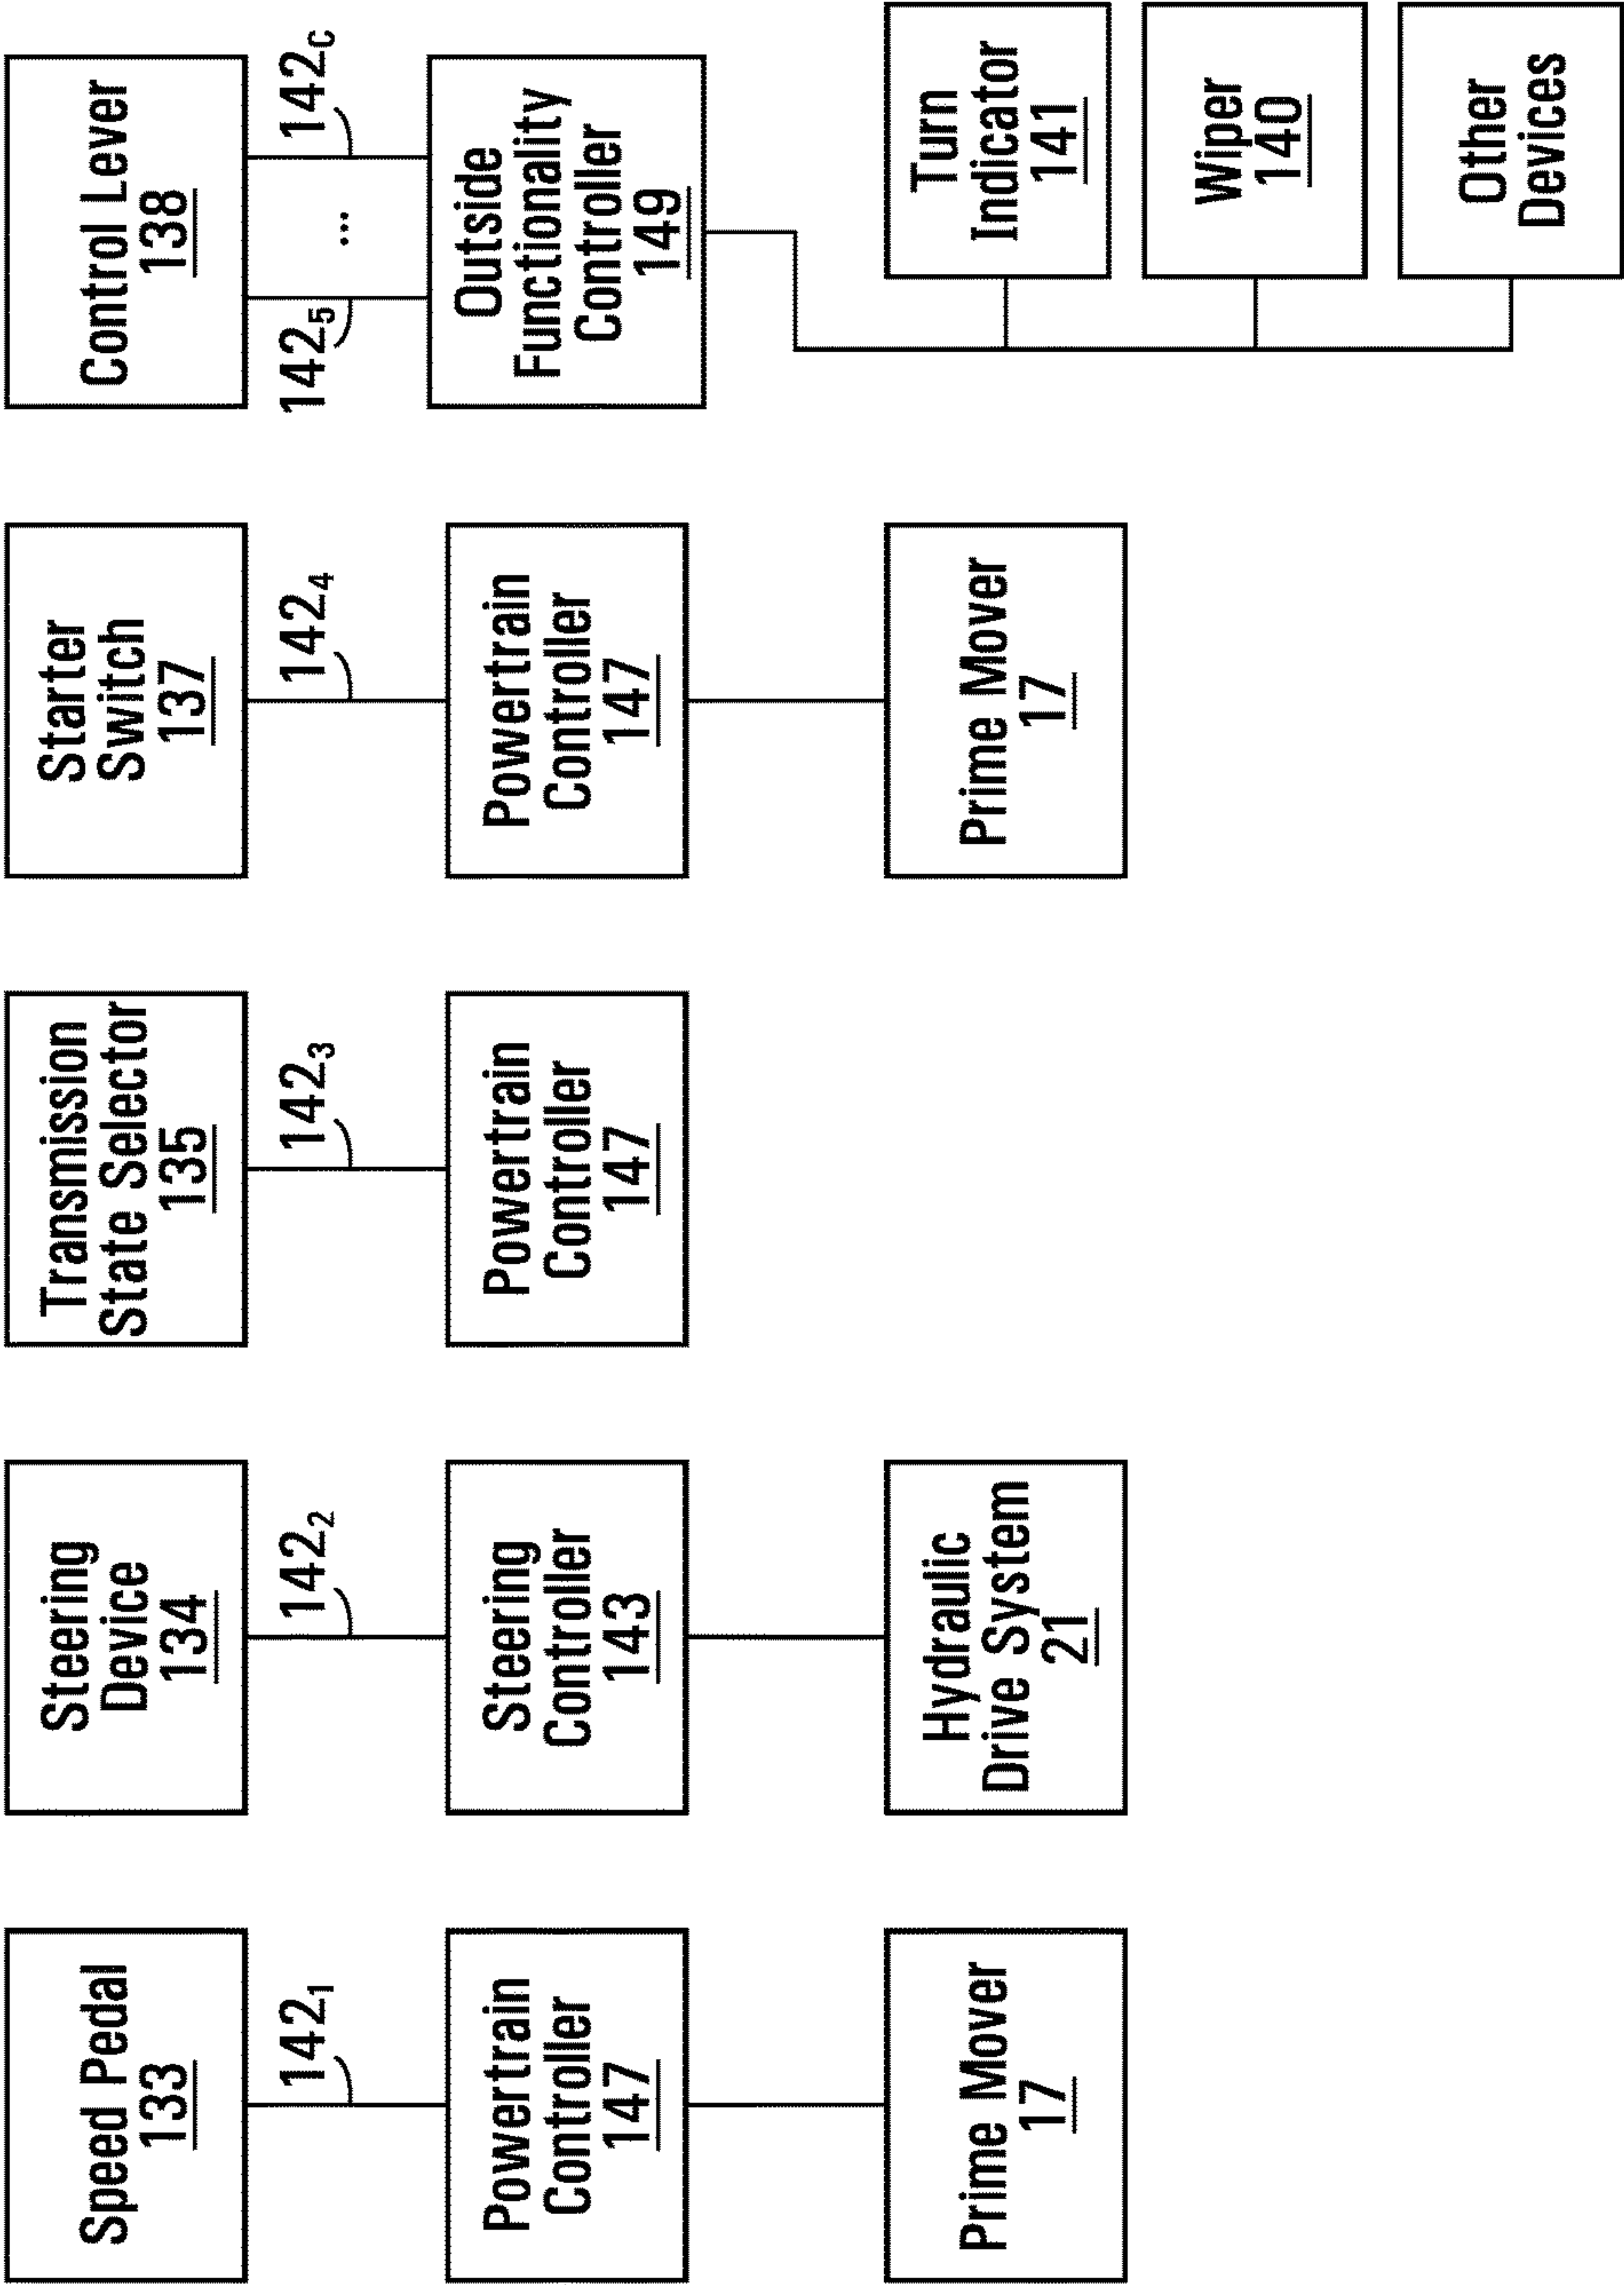 Speed Pedal
133
142₁
Powertrain
Controller
147
Prime Mover
17
Steering
Device
134
142₂
Steering
Controller
143
Hydraulic
Drive System
21
Transmission
State Selector
135
142₃
Powertrain
Controller
147
Starter
Switch
137
142₄
Powertrain
Controller
147
Prime Mover
17
Control Lever
138
142₅
...
142C
Outside
Functionality
Controller
149
Turn
Indicator
141
Wiper
140
Other
Devices